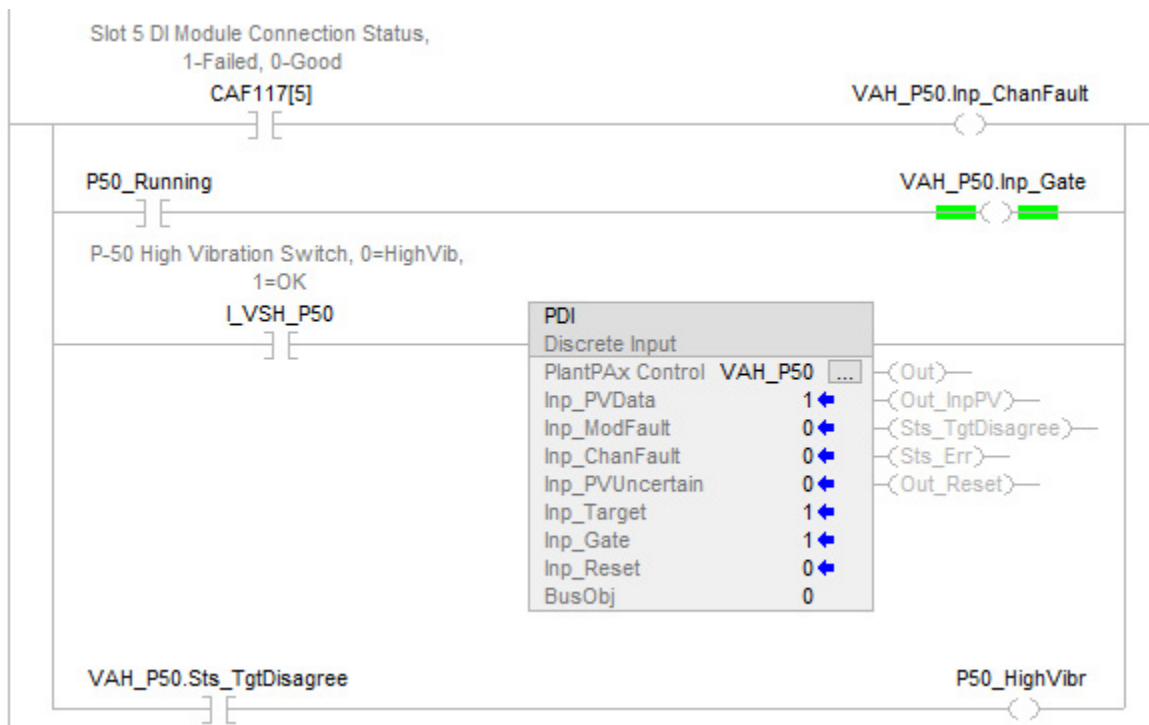 Slot 5 DI Module Connection Status,
1-Failed, 0-Good
CAF117[5]
VAH_P50.Inp_ChanFault
P50_Running
VAH_P50.Inp_Gate
P-50 High Vibration Switch, 0=HighVib,
1=OK
I_VSH_P50
PDI
Discrete Input
PlantPAx Control VAH_P50 ... (Out)
Inp_PVData 1 (Out_InpPV)
Inp_ModFault 0 (Sts_TgtDisagree)
Inp_ChanFault 0 (Sts_Err)
Inp_PVUncertain 0 (Out_Reset)
Inp_Target 1
Inp_Gate 1
Inp_Reset 0
BusObj 0
VAH_P50.Sts_TgtDisagree
P50_HighVibr